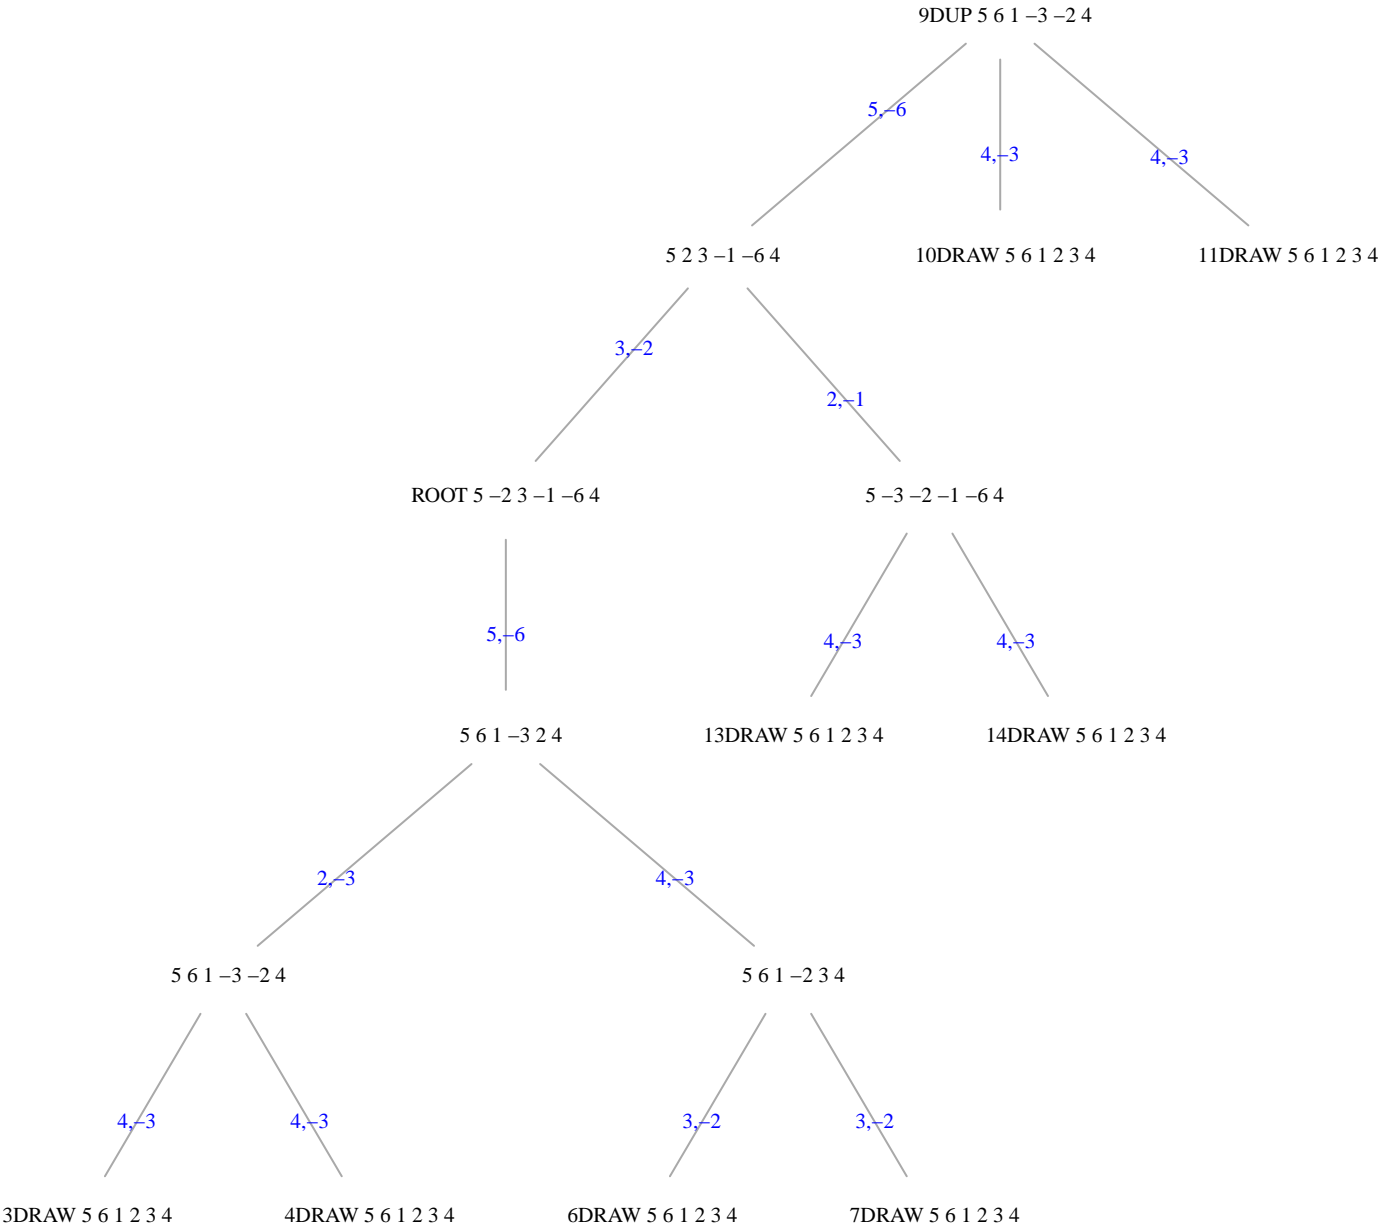 9DUP 5 6 1 –3 –2 4
5,–6
4,–3
4,–3
5 2 3 –1 –6 4
10DRAW 5 6 1 2 3 4
11DRAW 5 6 1 2 3 4
3,–2
2,–1
ROOT 5 –2 3 –1 –6 4
5 –3 –2 –1 –6 4
5,–6
4,–3
4,–3
5 6 1 –3 2 4
13DRAW 5 6 1 2 3 4
14DRAW 5 6 1 2 3 4
2,–3
4,–3
5 6 1 –3 –2 4
5 6 1 –2 3 4
4,–3
4,–3
3,–2
3,–2
3DRAW 5 6 1 2 3 4
4DRAW 5 6 1 2 3 4
6DRAW 5 6 1 2 3 4
7DRAW 5 6 1 2 3 4